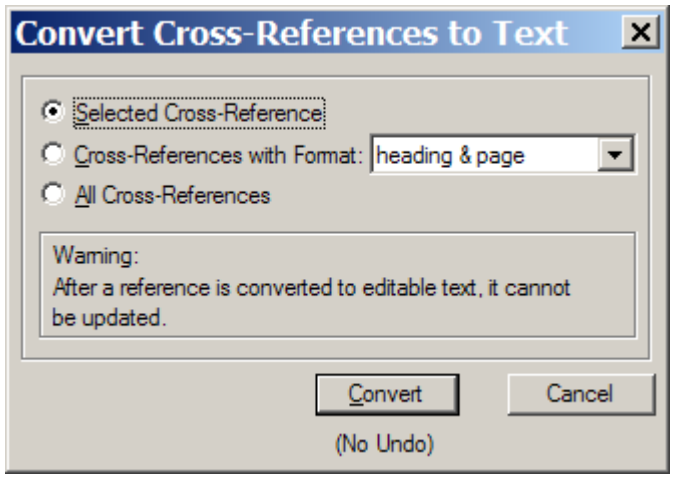 Convert Cross-References to Text
Selected Cross-Reference
Cross-References with Format: heading & page
All Cross-References
Warning:
After a reference is converted to editable text, it cannot
be updated.
Convert Cancel
(No Undo)